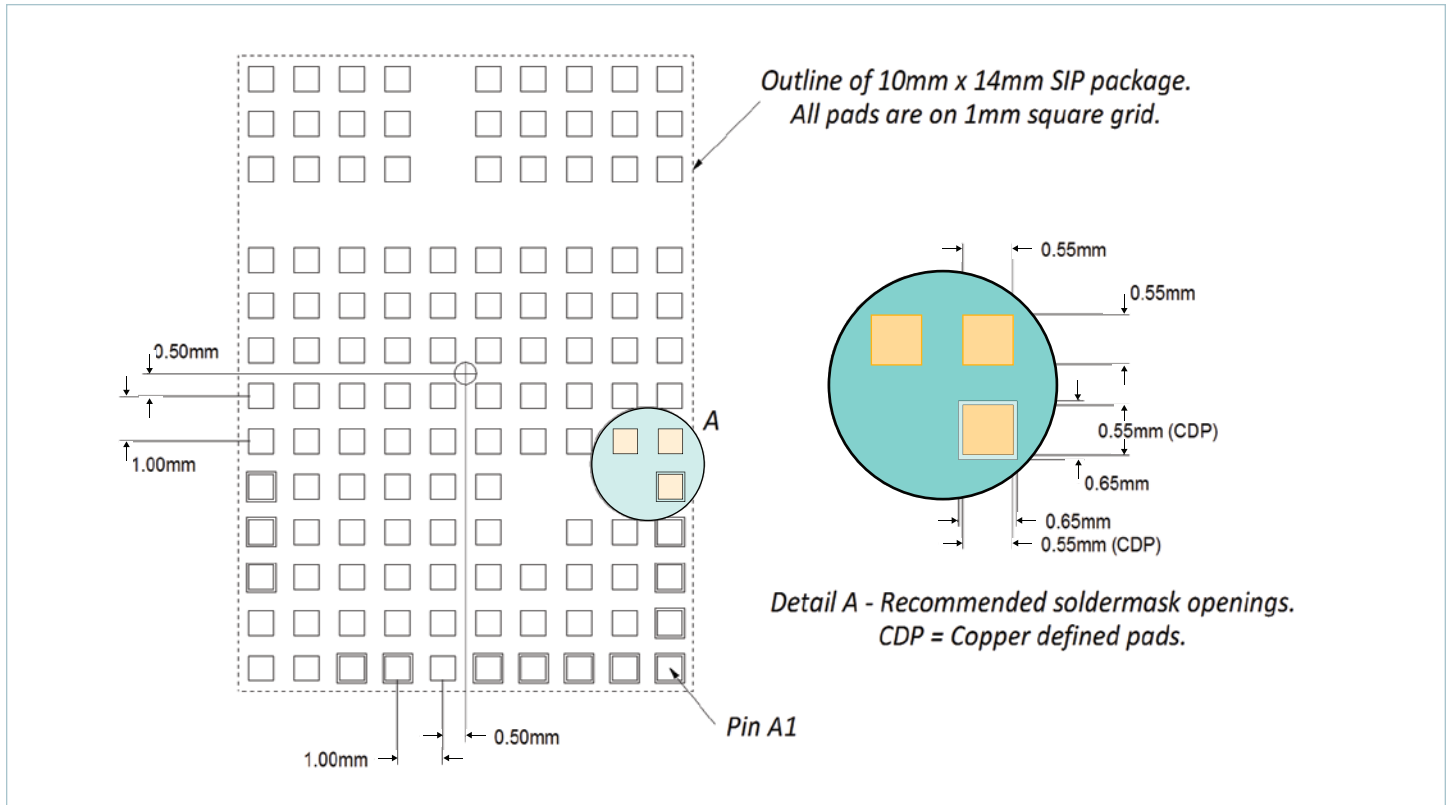 Outline of 10mm x 14mm SIP package.
All pads are on 1mm square grid.
0.55mm
0.55mm
0.50mm
A
0.55mm (CDP)
1.00mm
0.65mm
0.65mm
0.55mm (CDP)
Detail A - Recommended soldermask openings.
CDP = Copper defined pads.
Pin A1
0.50mm
1.00mm